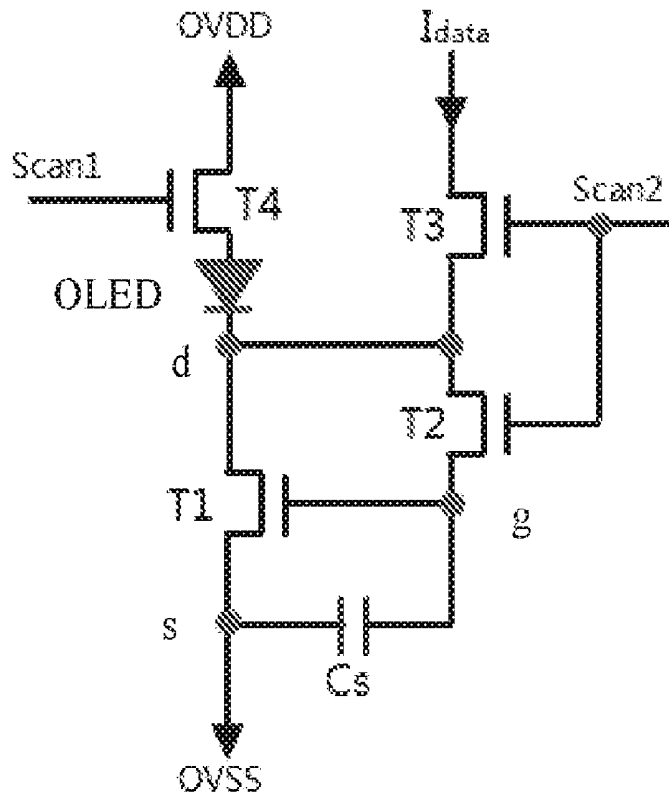 OVDD
Idata
Scan1
T4
T3
Scan2
OLED
d
T2
T1
g
s
Cs
OVSS